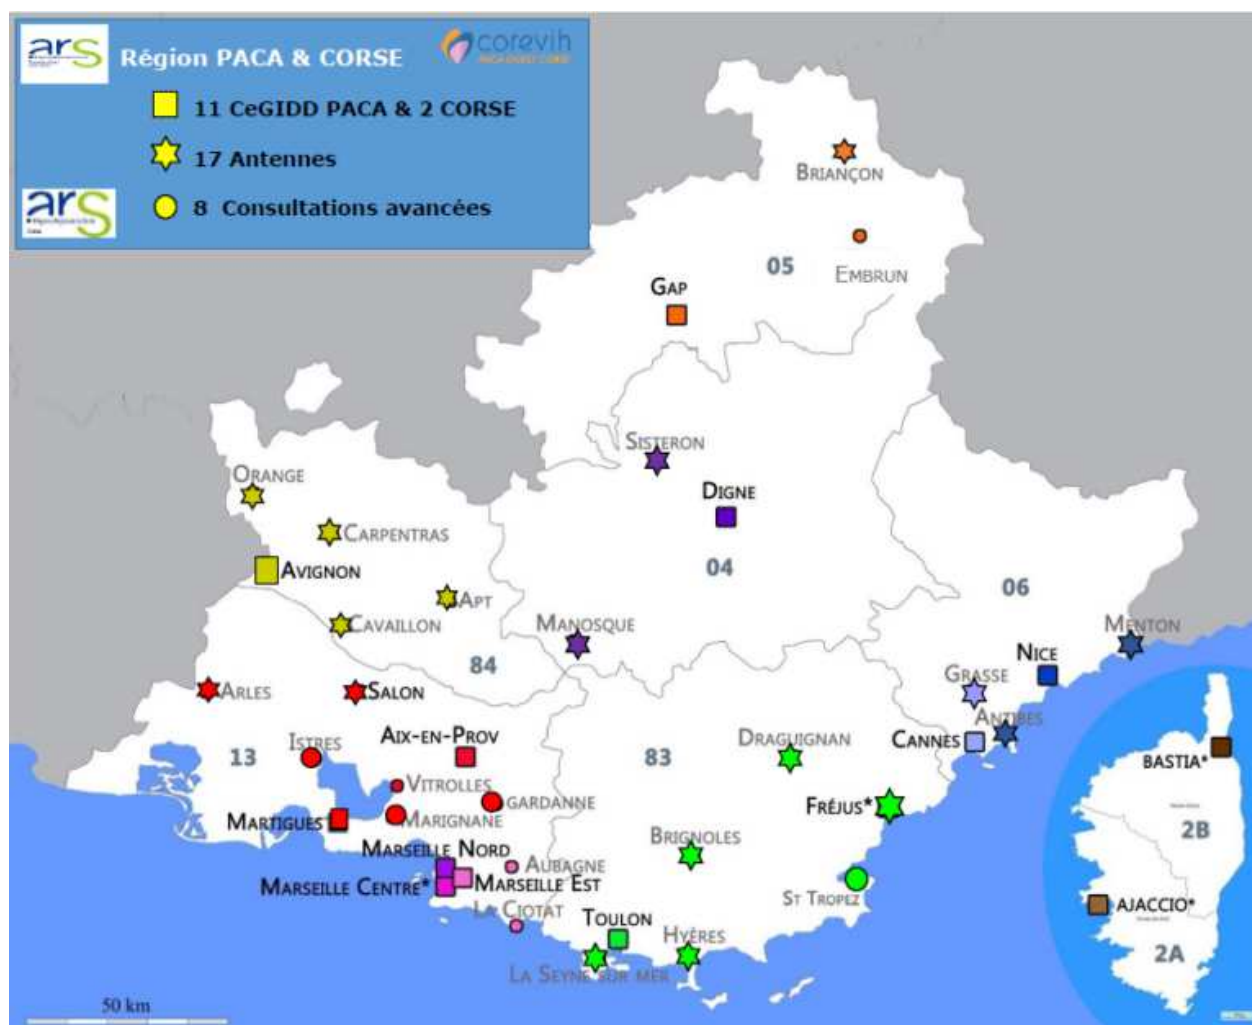 ars
Région PACA & CORSE
corevih
PACA OUEST CORSE
11 CeGIDD PACA & 2 CORSE
17 Antennes
ars
8 Consultations avancées
BRIANÇON
05
EMBRUN
GAP
SISTERON
ORANGE
DIGNE
CARPENTRAS
AVIGNON
04
06
APT
CAVAILLON
MANOSQUE
MENTON
84
NICE
GRASSE
ARLES
SALON
ANTIBES
ISTRES
AIX-EN-PROV
DRAGUIGNAN
CANNES
13
83
BASTIA*
VITROLLES
GARDANNE
FRÉJUS*
MARTIGUES
MARIGNANE
2B
BRIGNOLES
MARSEILLE NORD
AUBAGNE
MARSEILLE CENTRE*
MARSEILLE EST
ST TROPEZ
AJACCIO*
LA CIOTAT
TOULON
HYÈRES
2A
LA SEYNE SUR MER
50 km